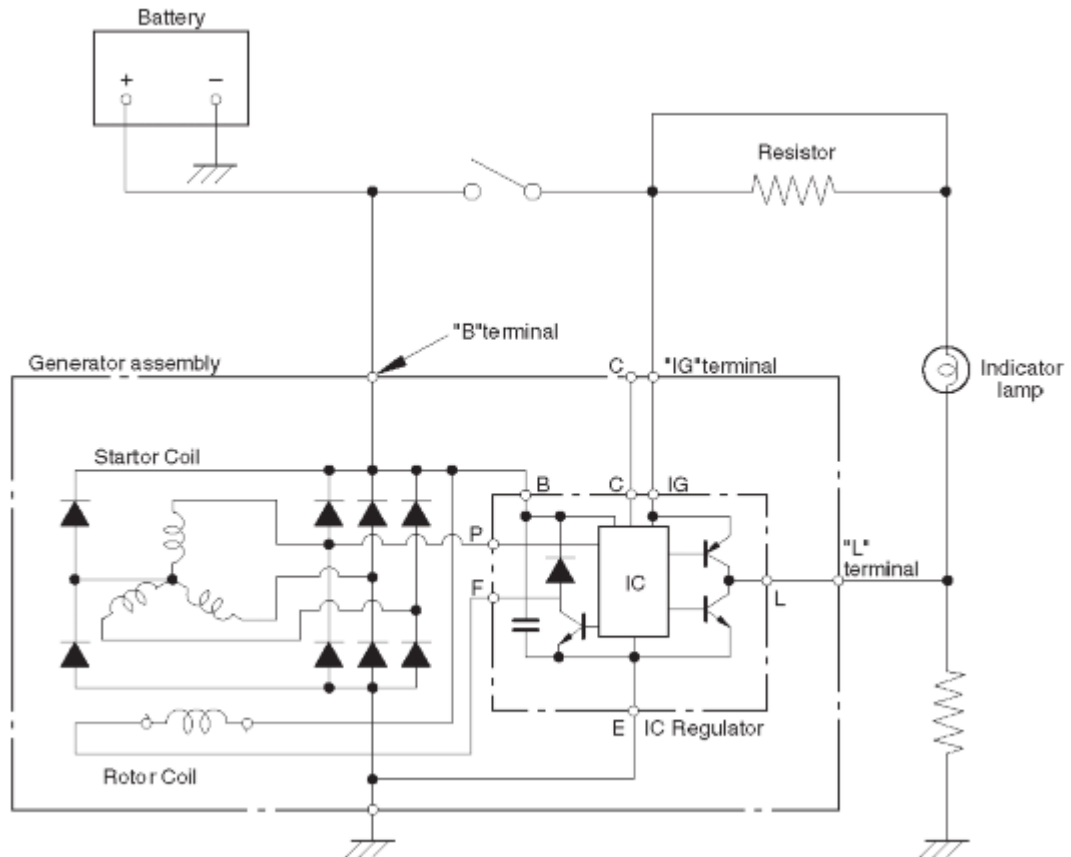 Battery
+ −
Resistor
"B"terminal
Generator assembly
C
"IG"terminal
Indicator
lamp
Startor Coil
B
C
IG
P
"L"
terminal
F
IC
L
E
IC Regulator
Rotor Coil